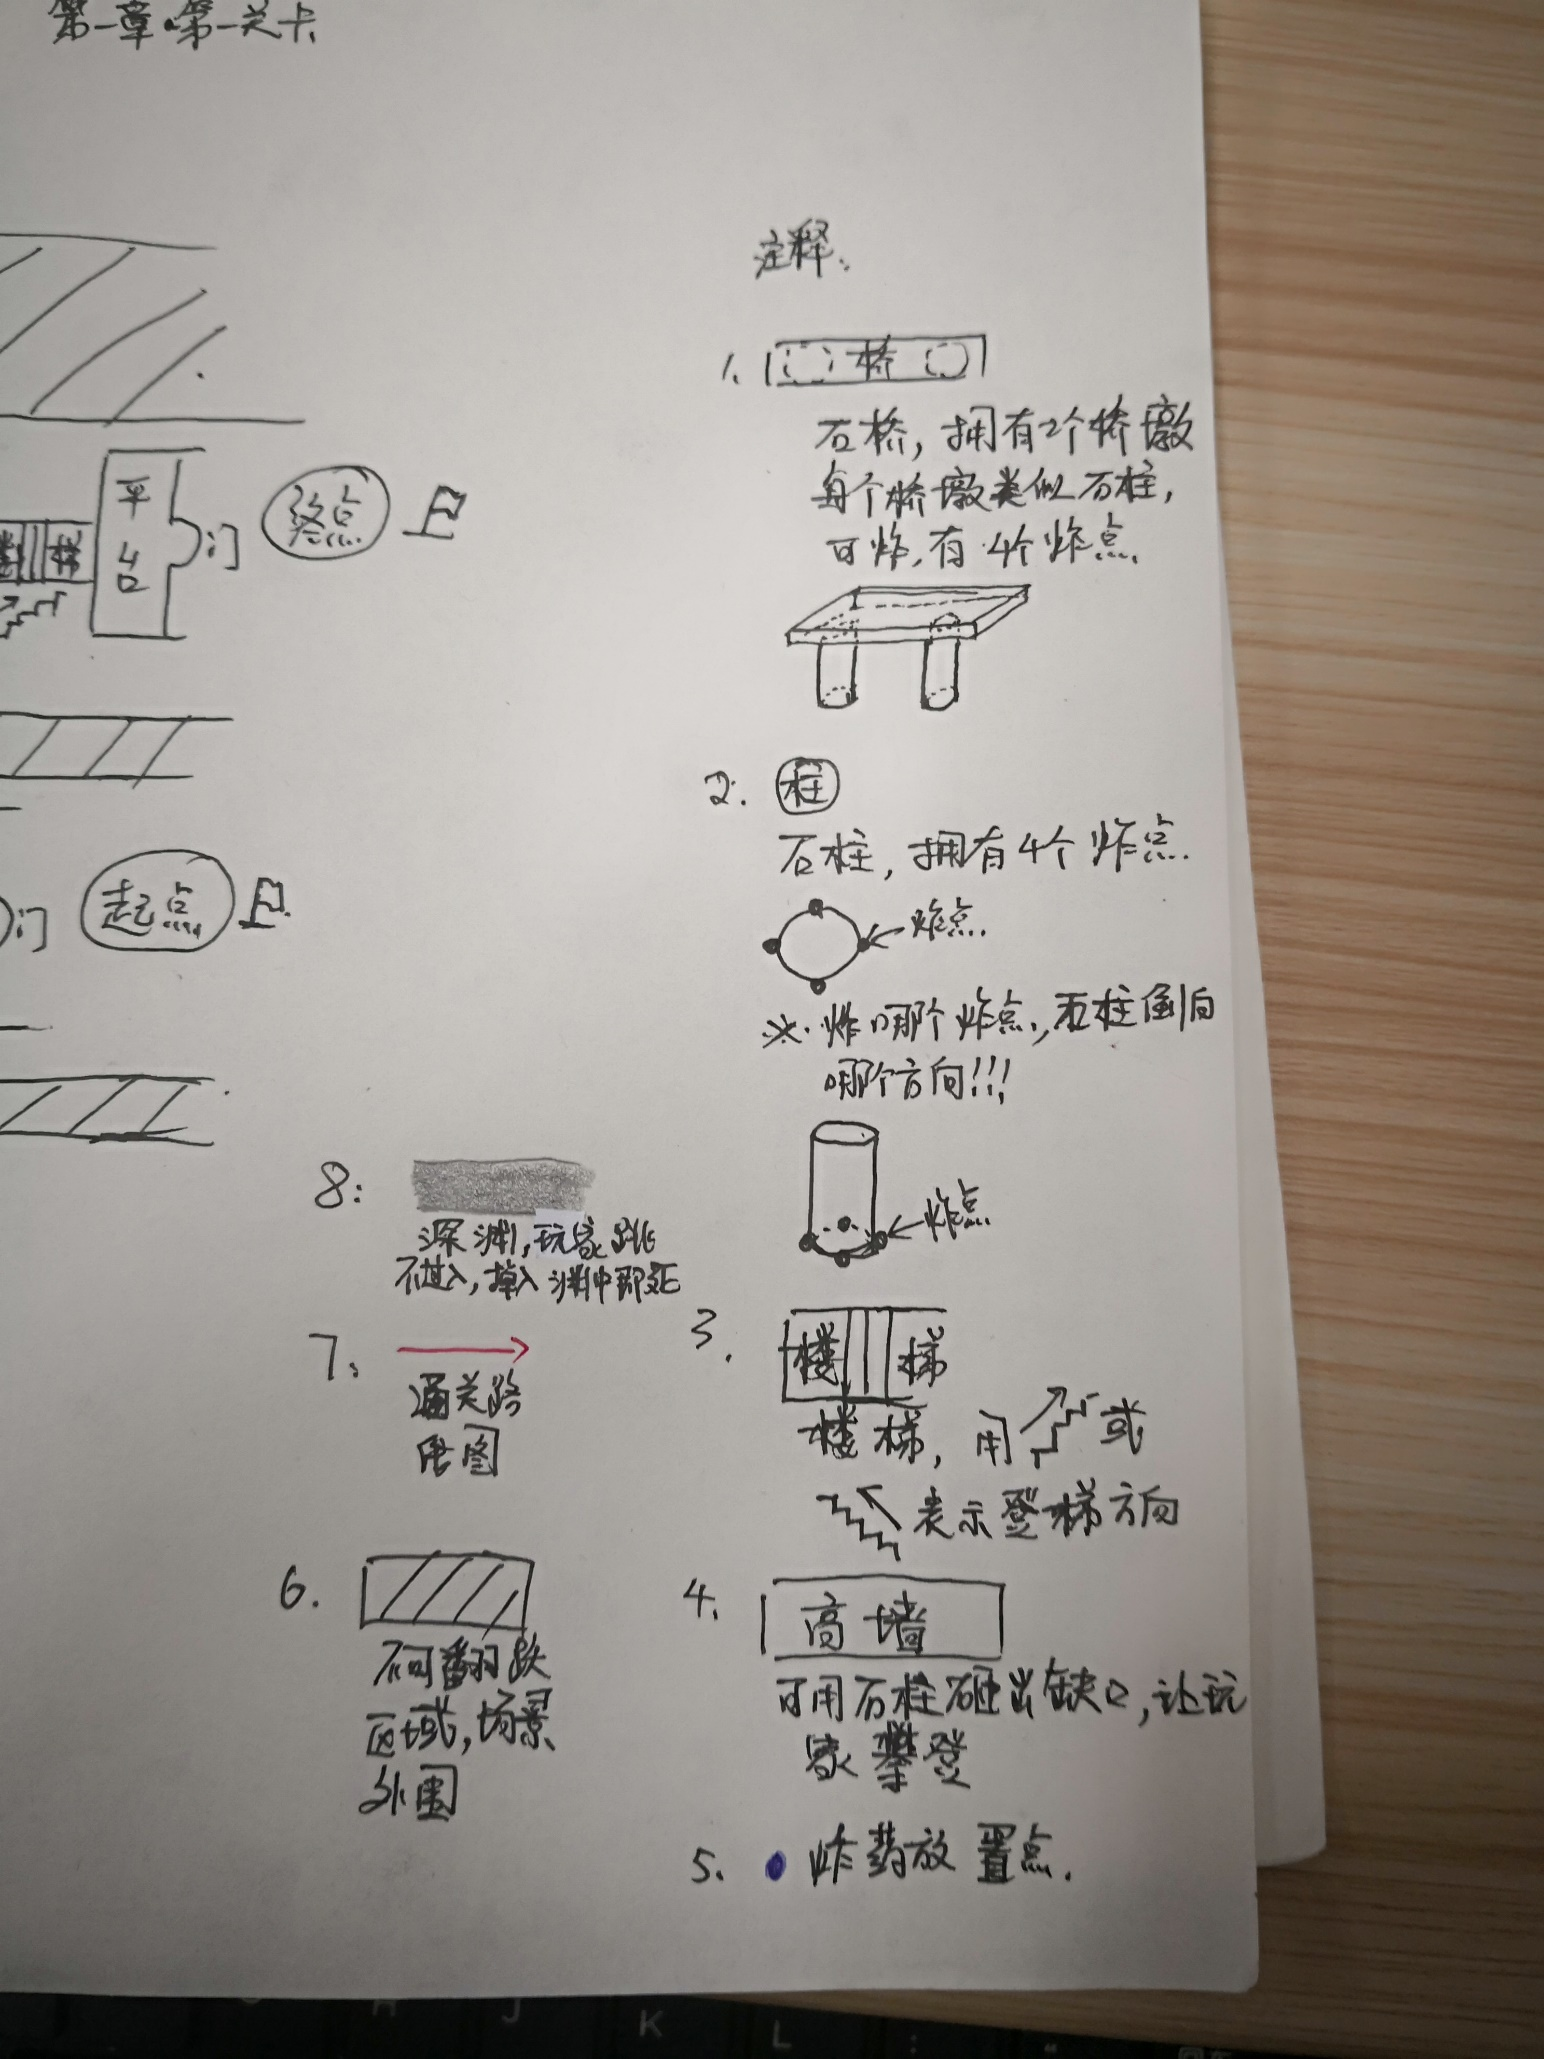 第一章·第一关卡
平台
楼梯
门
终点
门
起点
注释：
1. 桥
石桥，拥有2个桥墩
每个桥墩类似石柱，
可炸，有4个炸点
2. 柱
石柱，拥有4个炸点
炸点
※ 炸哪个炸点，石柱倒向
哪个方向!!!
炸点
3. 楼梯
楼梯，用 或
表示登梯方向
4. 高墙
可用石柱砸出缺口，让玩
家攀登
5. 炸药放置点.
6.
不可翻跃
区域，场景
外围
7:
通关路
图
8:
深渊，玩家跳
不进入，掉入渊中即死
H
J
K
L